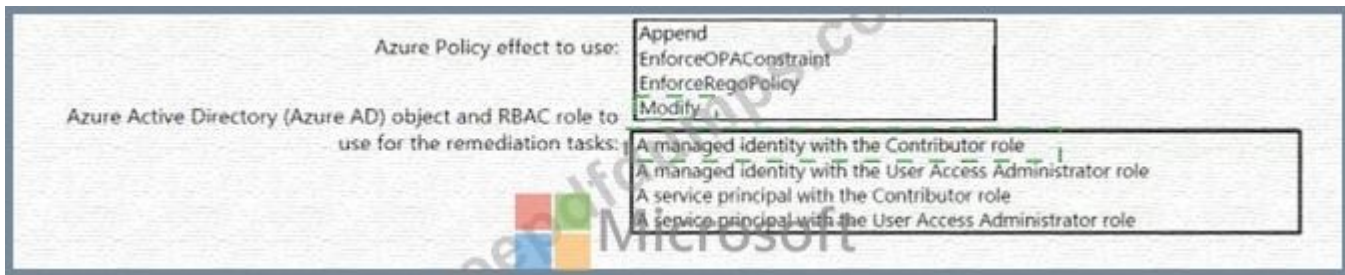 Azure Policy effect to use:
Append
EnforceOPAConstraint
EnforceRegoPolicy
Modify
Azure Active Directory (Azure AD) object and RBAC role to
use for the remediation tasks:
A managed identity with the Contributor role
A managed identity with the User Access Administrator role
A service principal with the Contributor role
A service principal with the User Access Administrator role
Microsoft